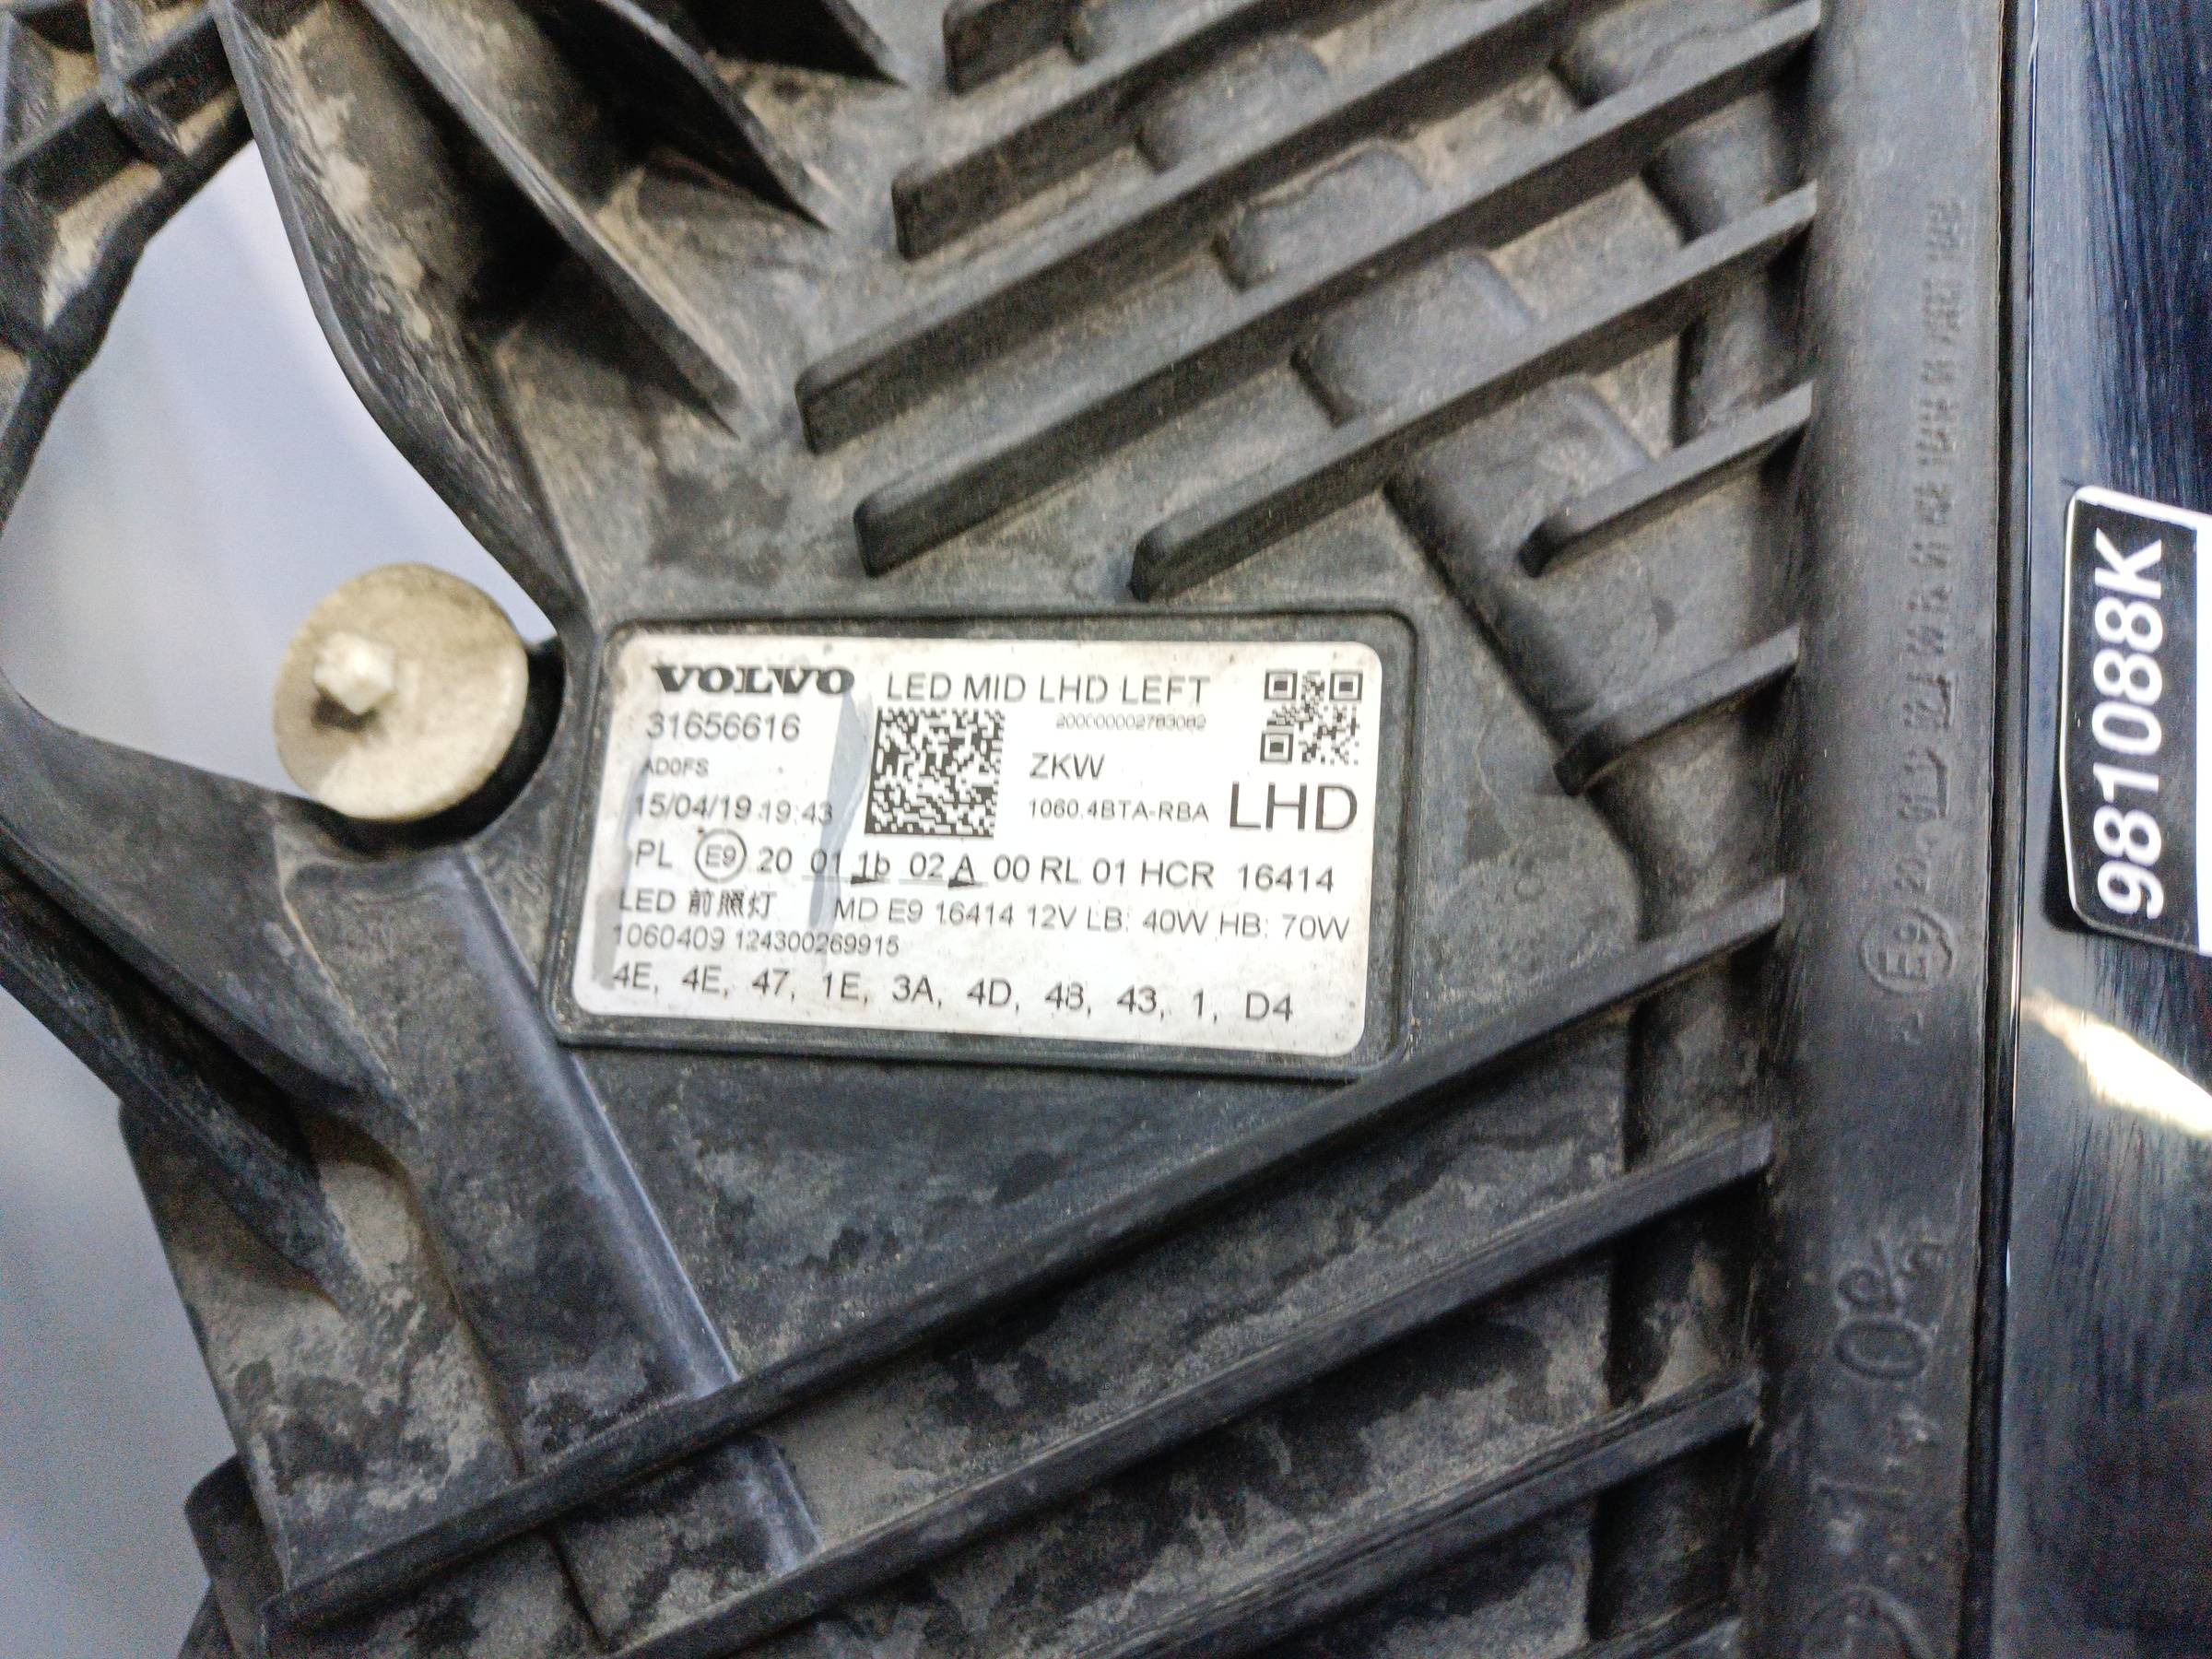 VOLVO LED MID LHD LEFT
31656616 200000002783082
AD0FS ZKW
15/04/19 19:43 1060.4BTA-RBA LHD
PL E9 20 01 1b 02 A 00 RL 01 HCR 16414
LED 前照灯 MD E9 16414 12V LB: 40W HB: 70W
1060409 124300269915
4E, 4E, 47, 1E, 3A, 4D, 48, 43, 1, D4
981088K
E9